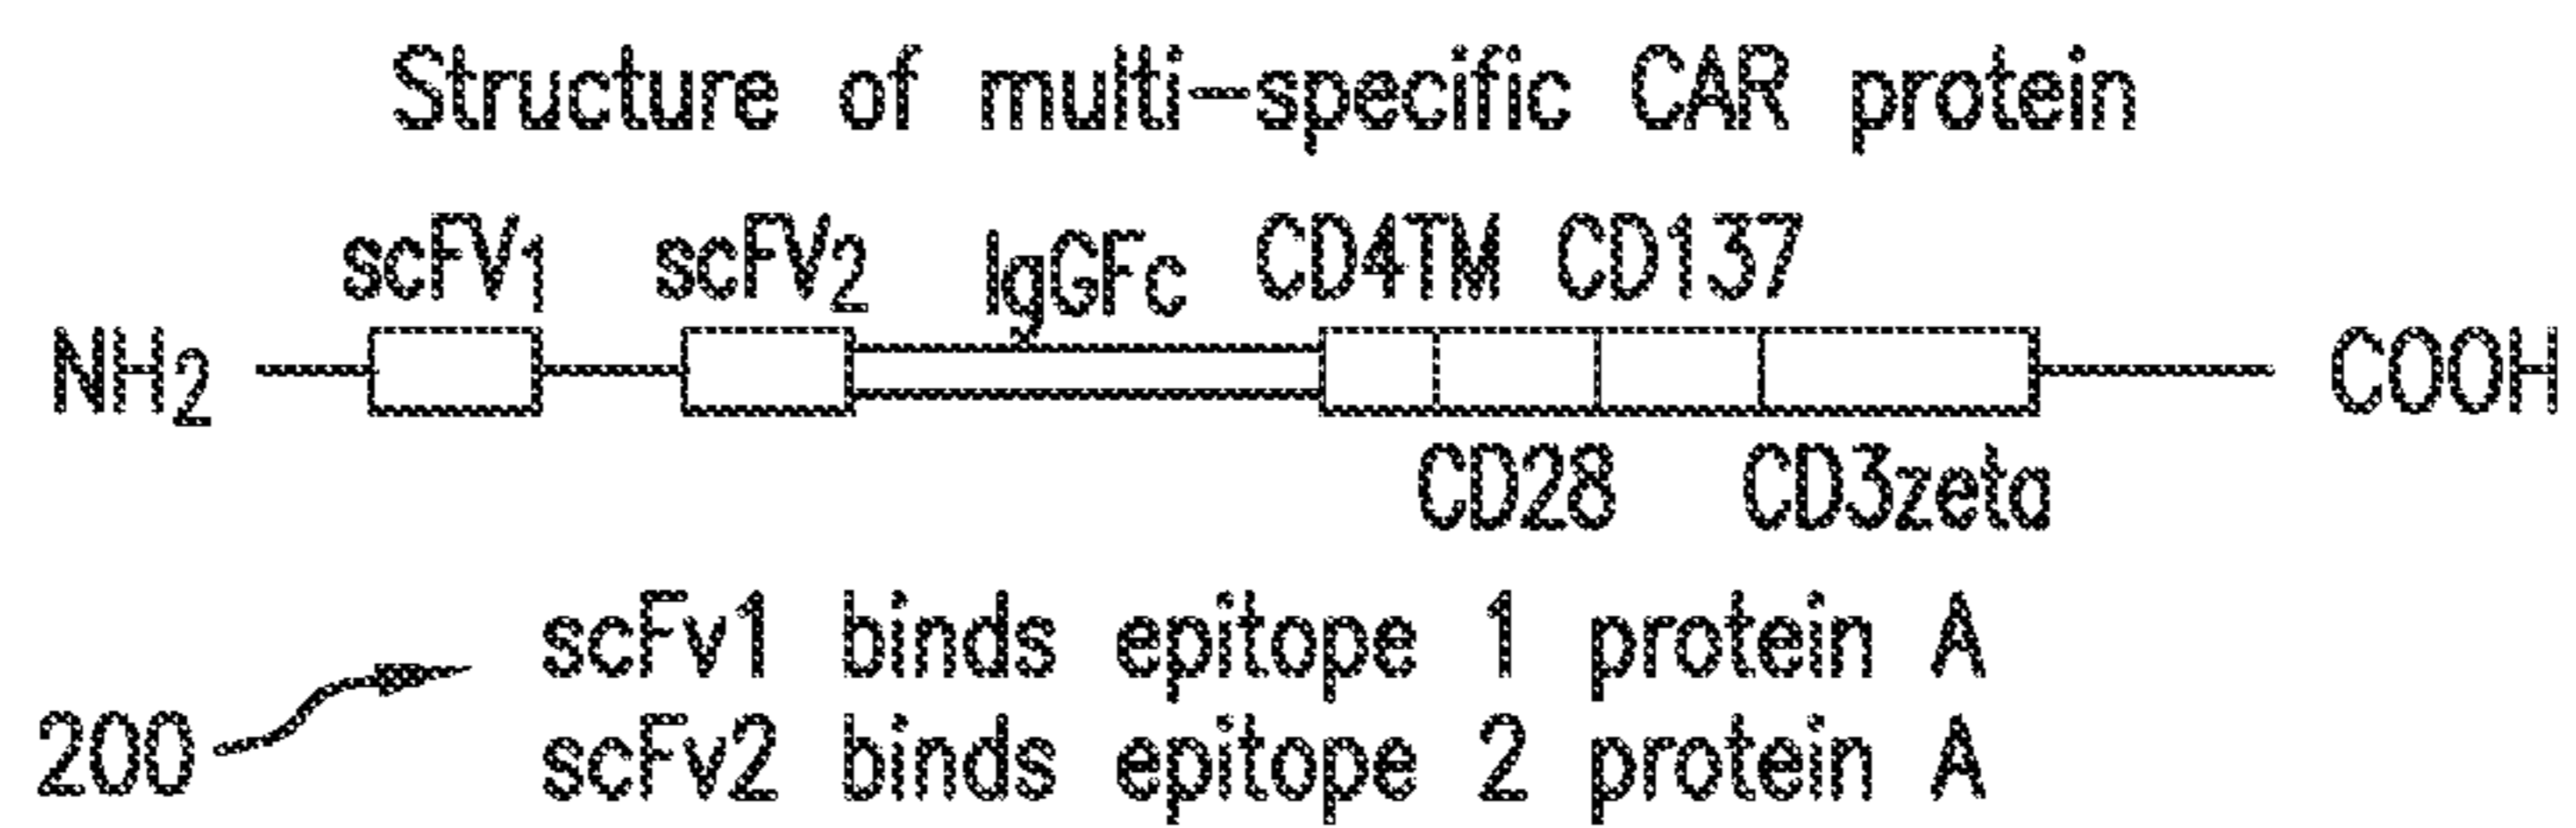 Structure of multi-specific CAR protein
scFV₁ scFV₂ IgGFc CD4TM CD137
NH₂ COOH
CD28 CD3zeta
scFv1 binds epitope 1 protein A
200
scFv2 binds epitope 2 protein A